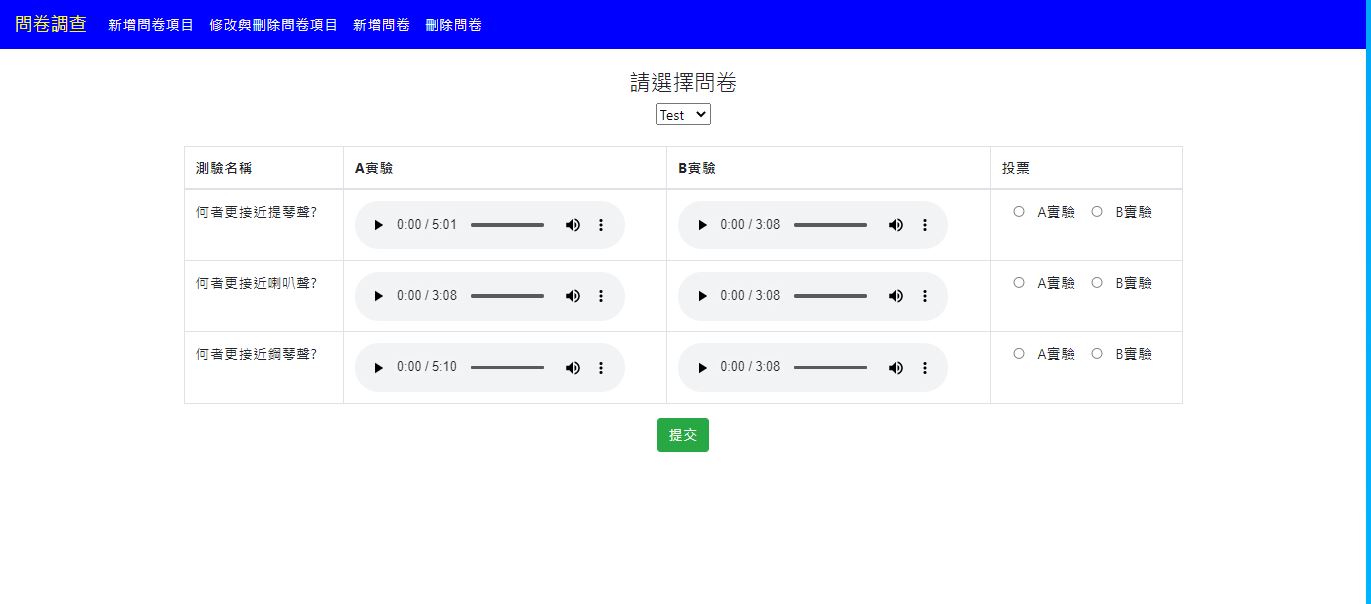 問卷調查 新增問卷項目 修改與刪除問卷項目 新增問卷 刪除問卷
請選擇問卷
Test
測驗名稱 A實驗 B實驗 投票
何者更接近提琴聲? 0:00 / 5:01 0:00 / 3:08 A實驗 B實驗
何者更接近喇叭聲? 0:00 / 3:08 0:00 / 3:08 A實驗 B實驗
何者更接近鋼琴聲? 0:00 / 5:10 0:00 / 3:08 A實驗 B實驗
提交